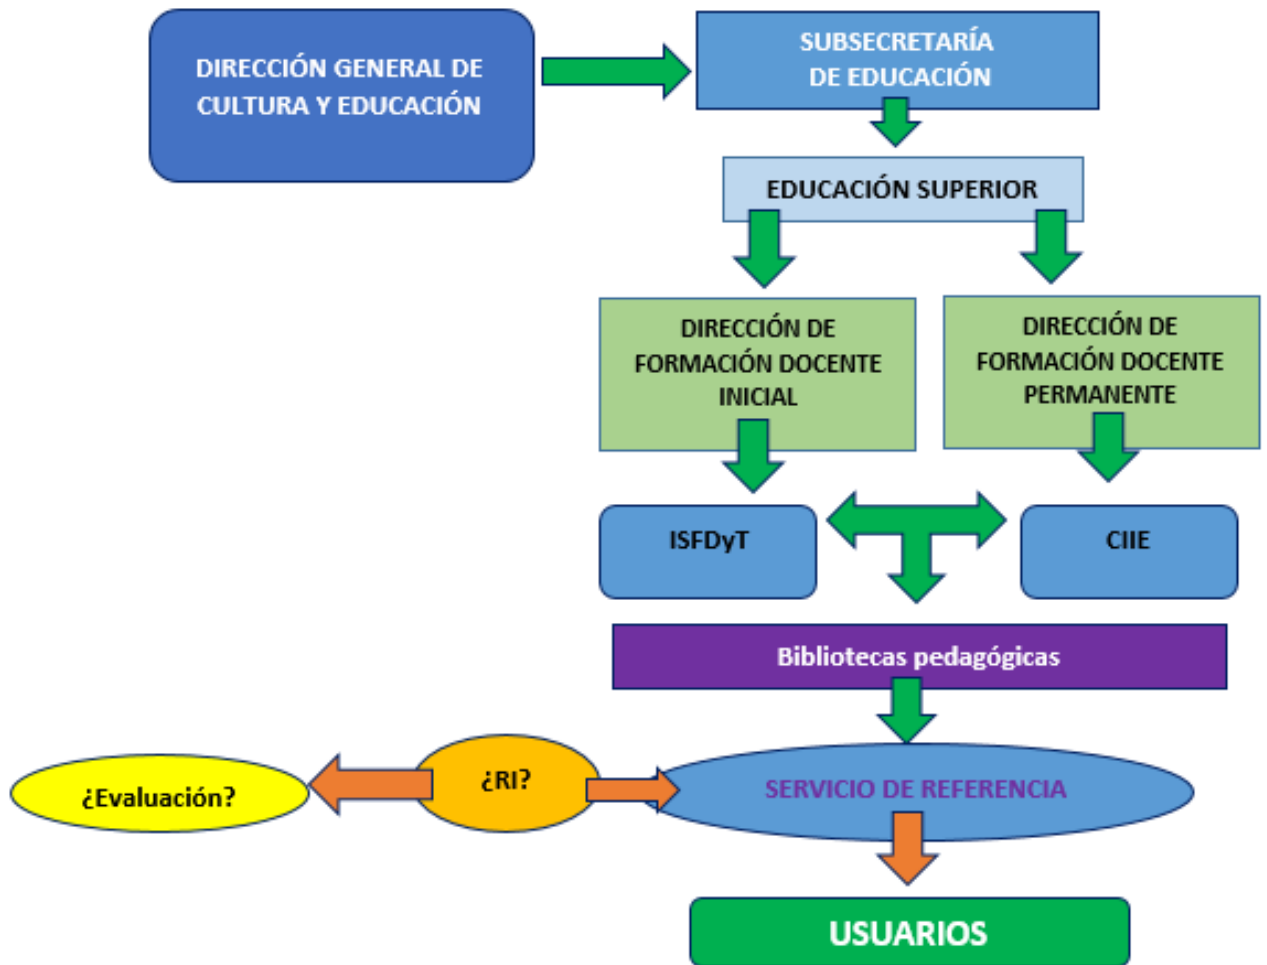 DIRECCIÓN GENERAL DE
CULTURA Y EDUCACIÓN
SUBSECRETARÍA
DE EDUCACIÓN
EDUCACIÓN SUPERIOR
DIRECCIÓN DE
FORMACIÓN DOCENTE
INICIAL
DIRECCIÓN DE
FORMACIÓN DOCENTE
PERMANENTE
ISFDyT
CIIE
Bibliotecas pedagógicas
¿Evaluación?
¿RI?
SERVICIO DE REFERENCIA
USUARIOS